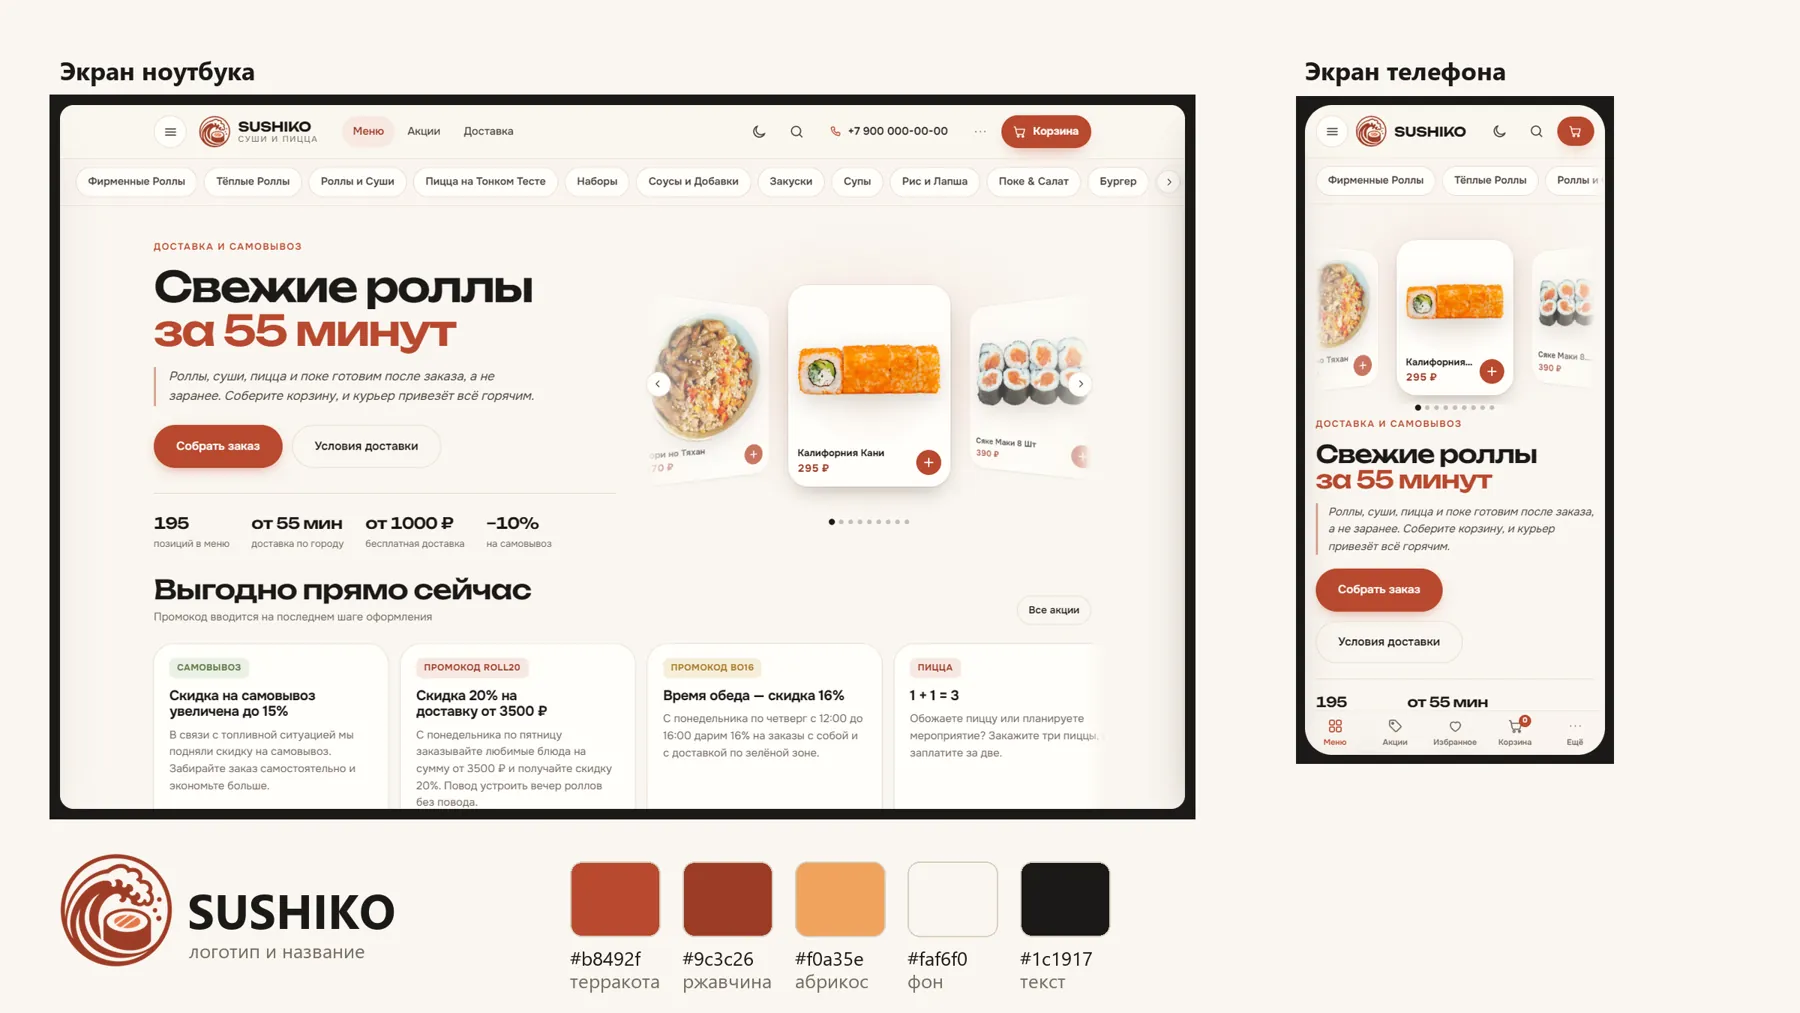 Экран ноутбука
SUSHIKO
СУШИ И ПИЦЦА
Меню
Акции
Доставка
+7 900 000-00-00
Корзина
Фирменные Роллы
Тёплые Роллы
Роллы и Суши
Пицца на Тонком Тесте
Наборы
Соусы и Добавки
Закуски
Супы
Рис и Лапша
Поке & Салат
Бургер
ДОСТАВКА И САМОВЫВОЗ
Свежие роллы
за 55 минут
Роллы, суши, пицца и поке готовим после заказа, а не
заранее. Соберите корзину, и курьер привезёт всё горячим.
Собрать заказ
Условия доставки
195
позиций в меню
от 55 мин
доставка по городу
от 1000 ₽
бесплатная доставка
−10%
на самовывоз
ори но Тяхан
70 ₽
Калифорния Кани
295 ₽
Сяке Маки 8 Шт
390 ₽
Выгодно прямо сейчас
Промокод вводится на последнем шаге оформления
Все акции
САМОВЫВОЗ
Скидка на самовывоз
увеличена до 15%
В связи с топливной ситуацией мы
подняли скидку на самовывоз.
Забирайте заказ самостоятельно и
экономьте больше.
ПРОМОКОД ROLL20
Скидка 20% на
доставку от 3500 ₽
С понедельника по пятницу
заказывайте любимые блюда на
сумму от 3500 ₽ и получайте скидку
20%. Повод устроить вечер роллов
без повода.
ПРОМОКОД BO16
Время обеда — скидка 16%
С понедельника по четверг с 12:00 до
16:00 дарим 16% на заказы с собой и
с доставкой по зелёной зоне.
ПИЦЦА
1 + 1 = 3
Обожаете пиццу или планируете
мероприятие? Закажите три пиццы,
заплатите за две.
Экран телефона
SUSHIKO
Фирменные Роллы
Тёплые Роллы
Роллы и
о Тяхан
Калифорния...
295 ₽
Сяке Маки 8...
390 ₽
ДОСТАВКА И САМОВЫВОЗ
Свежие роллы
за 55 минут
Роллы, суши, пицца и поке готовим после заказа,
а не заранее. Соберите корзину, и курьер
привезёт всё горячим.
Собрать заказ
Условия доставки
195
от 55 мин
Меню
Акции
Избранное
0
Корзина
Ещё
SUSHIKO
логотип и название
#b8492f
терракота
#9c3c26
ржавчина
#f0a35e
абрикос
#faf6f0
фон
#1c1917
текст